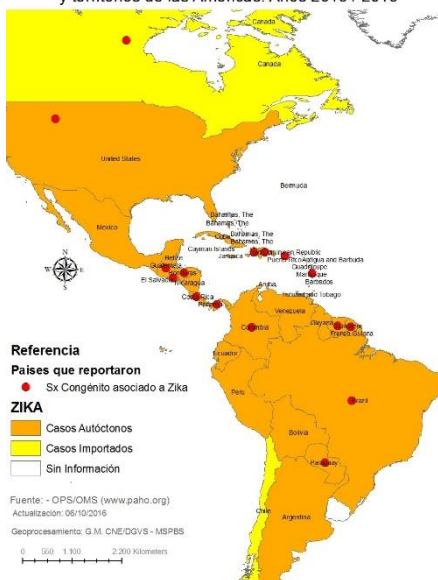 y territorios de las Américas. Años 2015 / 2016
Canada
Canada
United States
Bermuda
Mexico
Bahamas, The
Bahamas, The
Cuba
Bahamas, The
Cayman Islands
Jamaica
Puerto Rico
Antigua and Barbuda
Belize
Guadeloupe
Guatemala
Honduras
Martinique
Barbados
El Salvador
Nicaragua
Aruba
Costa Rica
Panama
Venezuela
Guyana
Suriname
French Guiana
Colombia
Ecuador
Peru
Brazil
Bolivia
Paraguay
Chile
Argentina
N
W
E
S
Referencia
Paises que reportaron
Sx Congénito asociado a Zika
ZIKA
Casos Autóctonos
Casos Importados
Sin Información
Fuente: - OPS/OMS (www.paho.org)
Actualización: 06/10/2016
Geoprocesamiento: G.M. CNE/DGVS - MSPBS
0 550 1.100 2.200 Kilometers